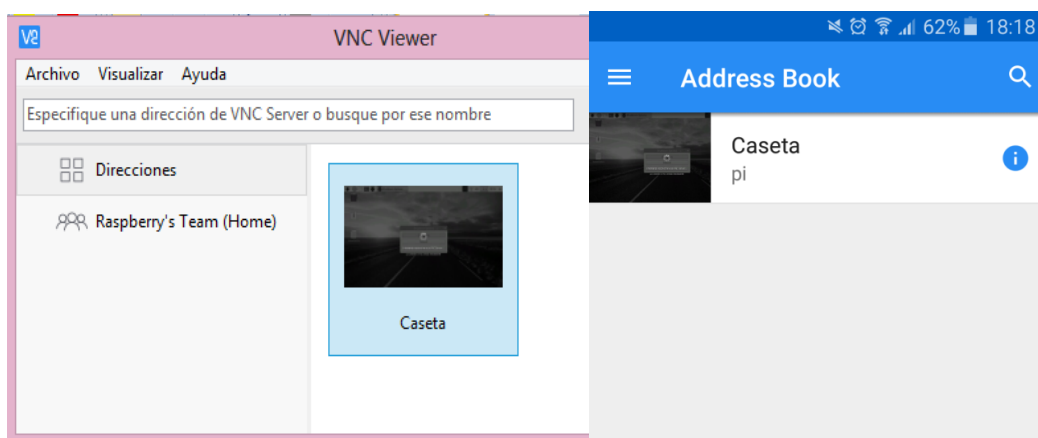 VNC Viewer
Archivo Visualizar Ayuda
Especifique una dirección de VNC Server o busque por ese nombre
Direcciones
Raspberry's Team (Home)
Caseta
62% 18:18
Address Book
Caseta
pi